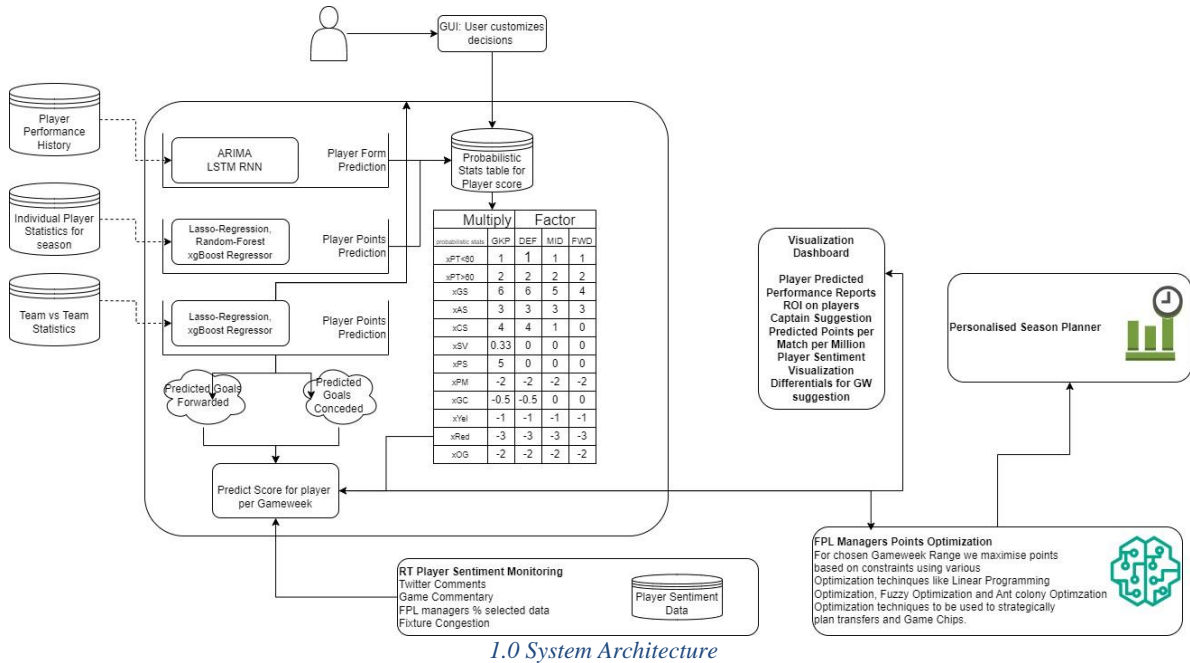 GUI: User customizes
decisions
Player
Performance
History
ARIMA
LSTM RNN
Player Form
Prediction
Probabilistic
Stats table for
Player score
Individual Player
Statistics for
season
Lasso-Regression,
Random-Forest
xgBoost Regressor
Player Points
Prediction
Team vs Team
Statistics
Lasso-Regression,
xgBoost Regressor
Player Points
Prediction
Predicted Goals
Forwarded
Predicted
Goals
Conceded
Multiply Factor
probabilistic stats GKP DEF MID FWD
xPT<60 1 1 1 1
xPT>60 2 2 2 2
xGS 6 6 5 4
xAS 3 3 3 3
xCS 4 4 1 0
xSV 0.33 0 0 0
xPS 5 0 0 0
xPM -2 -2 -2 -2
xGC -0.5 -0.5 0 0
xYel -1 -1 -1 -1
xRed -3 -3 -3 -3
xOG -2 -2 -2 -2
Predict Score for player
per Gameweek
Visualization
Dashboard
Player Predicted
Performance Reports
ROI on players
Captain Suggestion
Predicted Points per
Match per Million
Player Sentiment
Visualization
Differentials for GW
suggestion
Personalised Season Planner
RT Player Sentiment Monitoring
Twitter Comments
Game Commentary
FPL managers % selected data
Fixture Congestion
Player Sentiment
Data
FPL Managers Points Optimization
For chosen Gameweek Range we maximise points
based on constraints using various
Optimization techinques like Linear Programming
Optimization, Fuzzy Optimization and Ant colony Optimzation
Optimization techniques to be used to strategically
plan transfers and Game Chips.
1.0 System Architecture